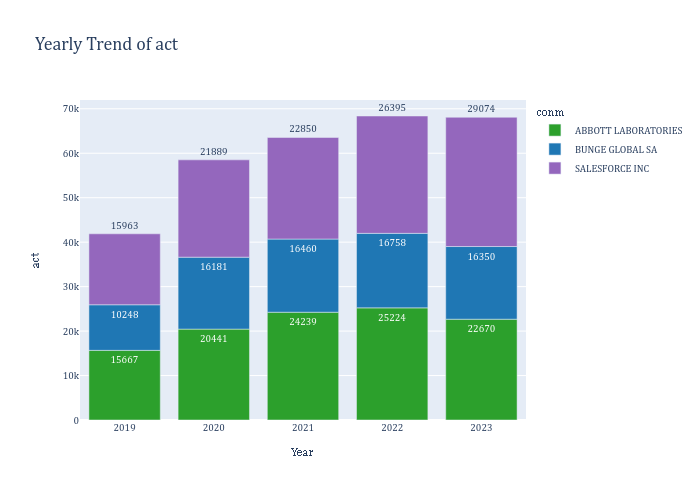 Yearly Trend of act
conm
ABBOTT LABORATORIES
BUNGE GLOBAL SA
SALESFORCE INC
act
70k
60k
50k
40k
30k
20k
10k
0
15963
10248
15667
21889
16181
20441
22850
16460
24239
26395
16758
25224
29074
16350
22670
2019
2020
2021
2022
2023
Year